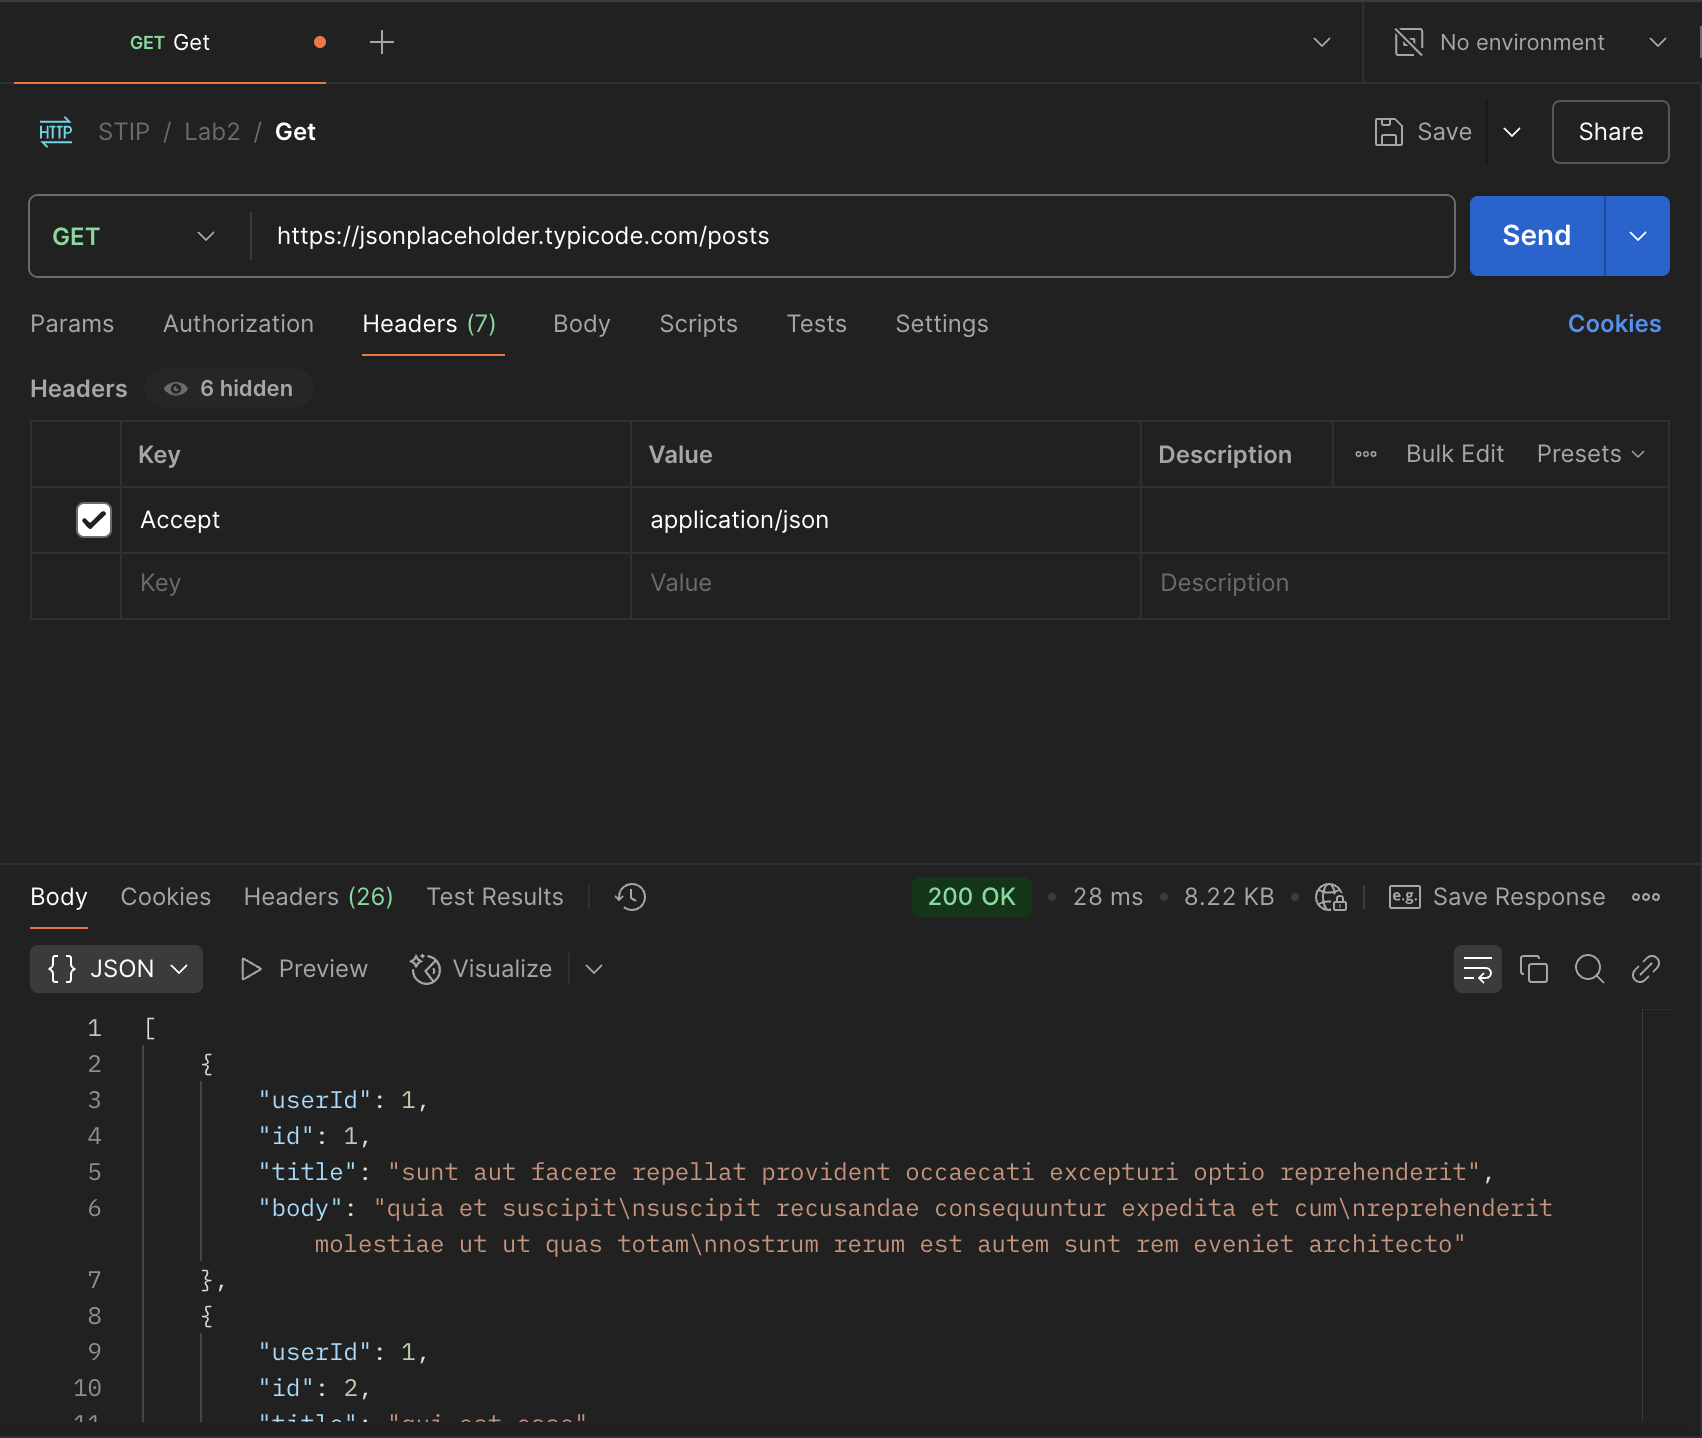 GET Get
No environment
HTTP STIP / Lab2 / Get
Save
Share
GET
https://jsonplaceholder.typicode.com/posts
Send
Params Authorization Headers (7) Body Scripts Tests Settings
Cookies
Headers 6 hidden
Key Value Description Bulk Edit Presets
Accept application/json
Key Value Description
Body Cookies Headers (26) Test Results
200 OK • 28 ms • 8.22 KB • e.g. Save Response
{} JSON Preview Visualize
1 [
2 {
3 "userId": 1,
4 "id": 1,
5 "title": "sunt aut facere repellat provident occaecati excepturi optio reprehenderit",
6 "body": "quia et suscipit\nsuscipit recusandae consequuntur expedita et cum\nreprehenderit
molestiae ut ut quas totam\nnostrum rerum est autem sunt rem eveniet architecto"
7 },
8 {
9 "userId": 1,
10 "id": 2,
11 "title": "qui est esse"